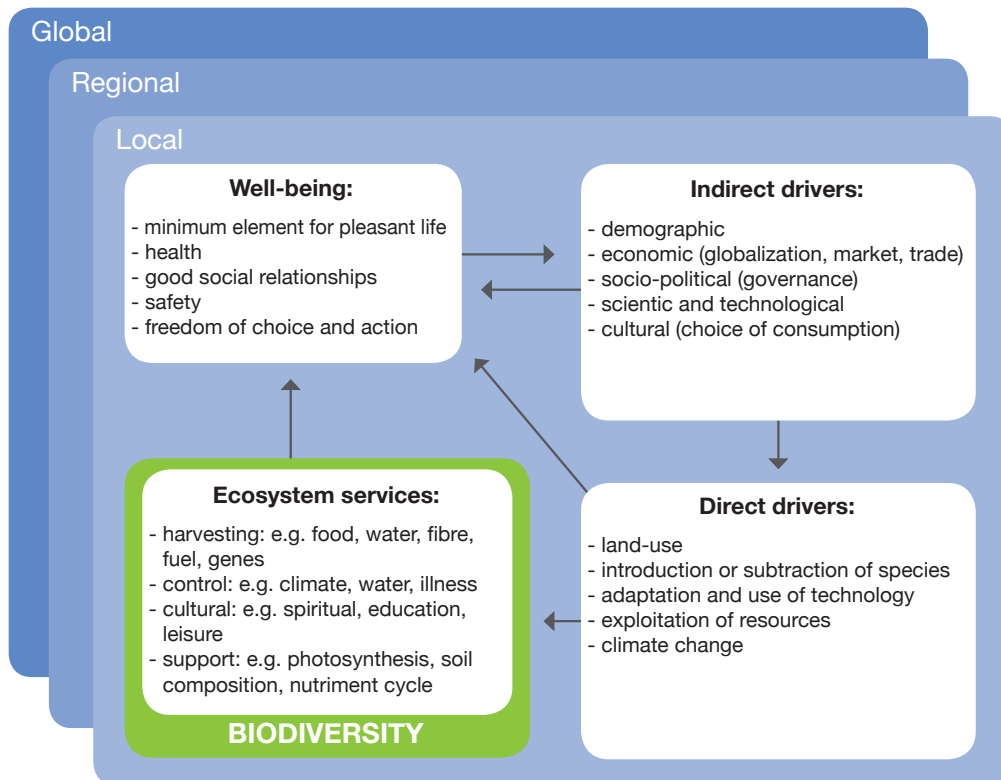 Global
Regional
Local
Well-being:
- minimum element for pleasant life
- health
- good social relationships
- safety
- freedom of choice and action
Indirect drivers:
- demographic
- economic (globalization, market, trade)
- socio-political (governance)
- scientic and technological
- cultural (choice of consumption)
Ecosystem services:
- harvesting: e.g. food, water, fibre,
fuel, genes
- control: e.g. climate, water, illness
- cultural: e.g. spiritual, education,
leisure
- support: e.g. photosynthesis, soil
composition, nutriment cycle
BIODIVERSITY
Direct drivers:
- land-use
- introduction or subtraction of species
- adaptation and use of technology
- exploitation of resources
- climate change